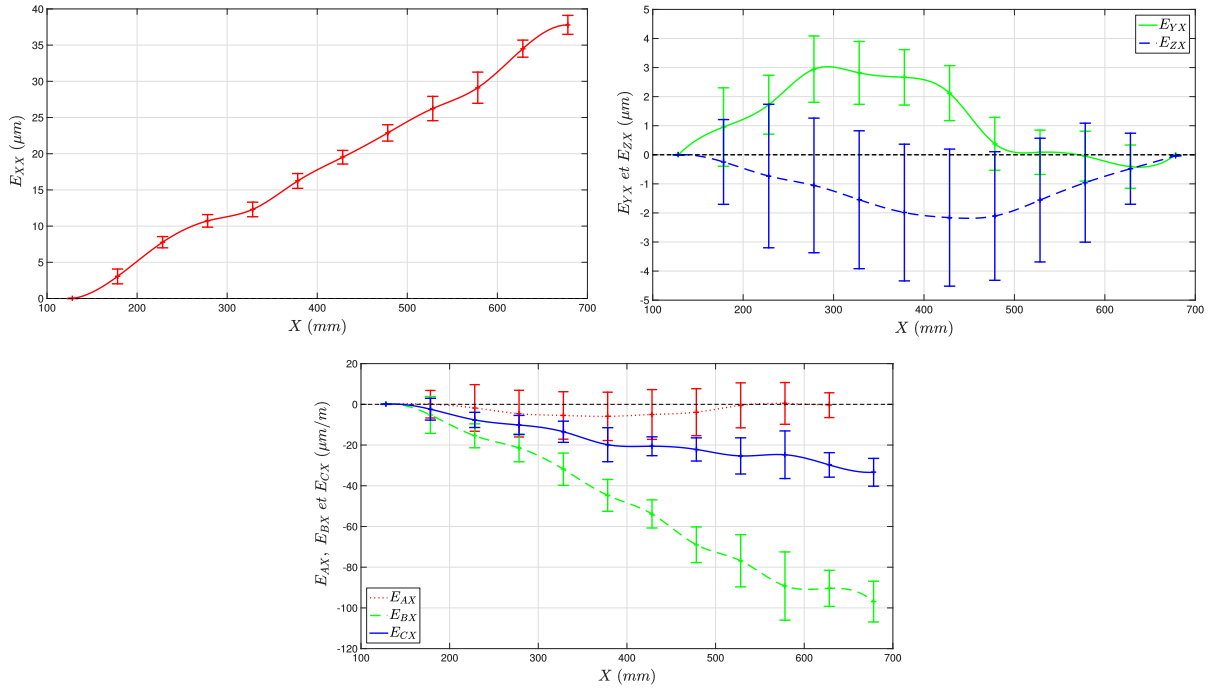 40
35
30
25
20
15
10
5
0
E_XX (μm)
100 200 300 400 500 600 700
X (mm)
5
4
3
2
1
0
-1
-2
-3
-4
-5
E_YX et E_ZX (μm)
E_YX
E_ZX
100 200 300 400 500 600 700
X (mm)
20
0
-20
-40
-60
-80
-100
-120
E_AX, E_BX et E_CX (μm/m)
E_AX
E_BX
E_CX
100 200 300 400 500 600 700
X (mm)